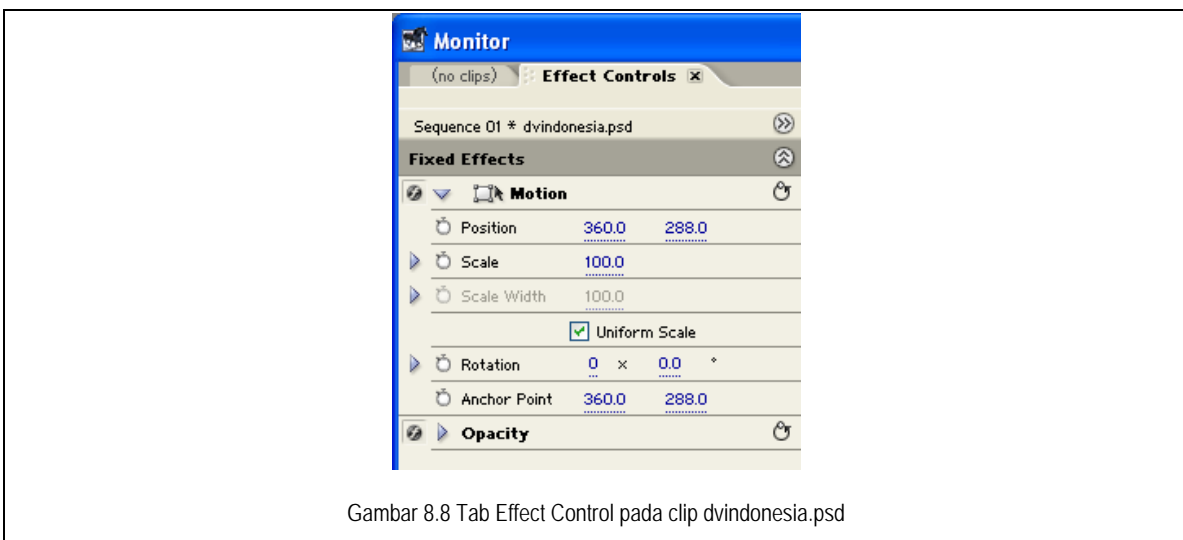 Monitor
(no clips) Effect Controls
Sequence 01 * dvindonesia.psd
Fixed Effects
Motion
Position 360.0 288.0
Scale 100.0
Scale Width 100.0
Uniform Scale
Rotation 0 x 0.0 °
Anchor Point 360.0 288.0
Opacity
Gambar 8.8 Tab Effect Control pada clip dvindonesia.psd